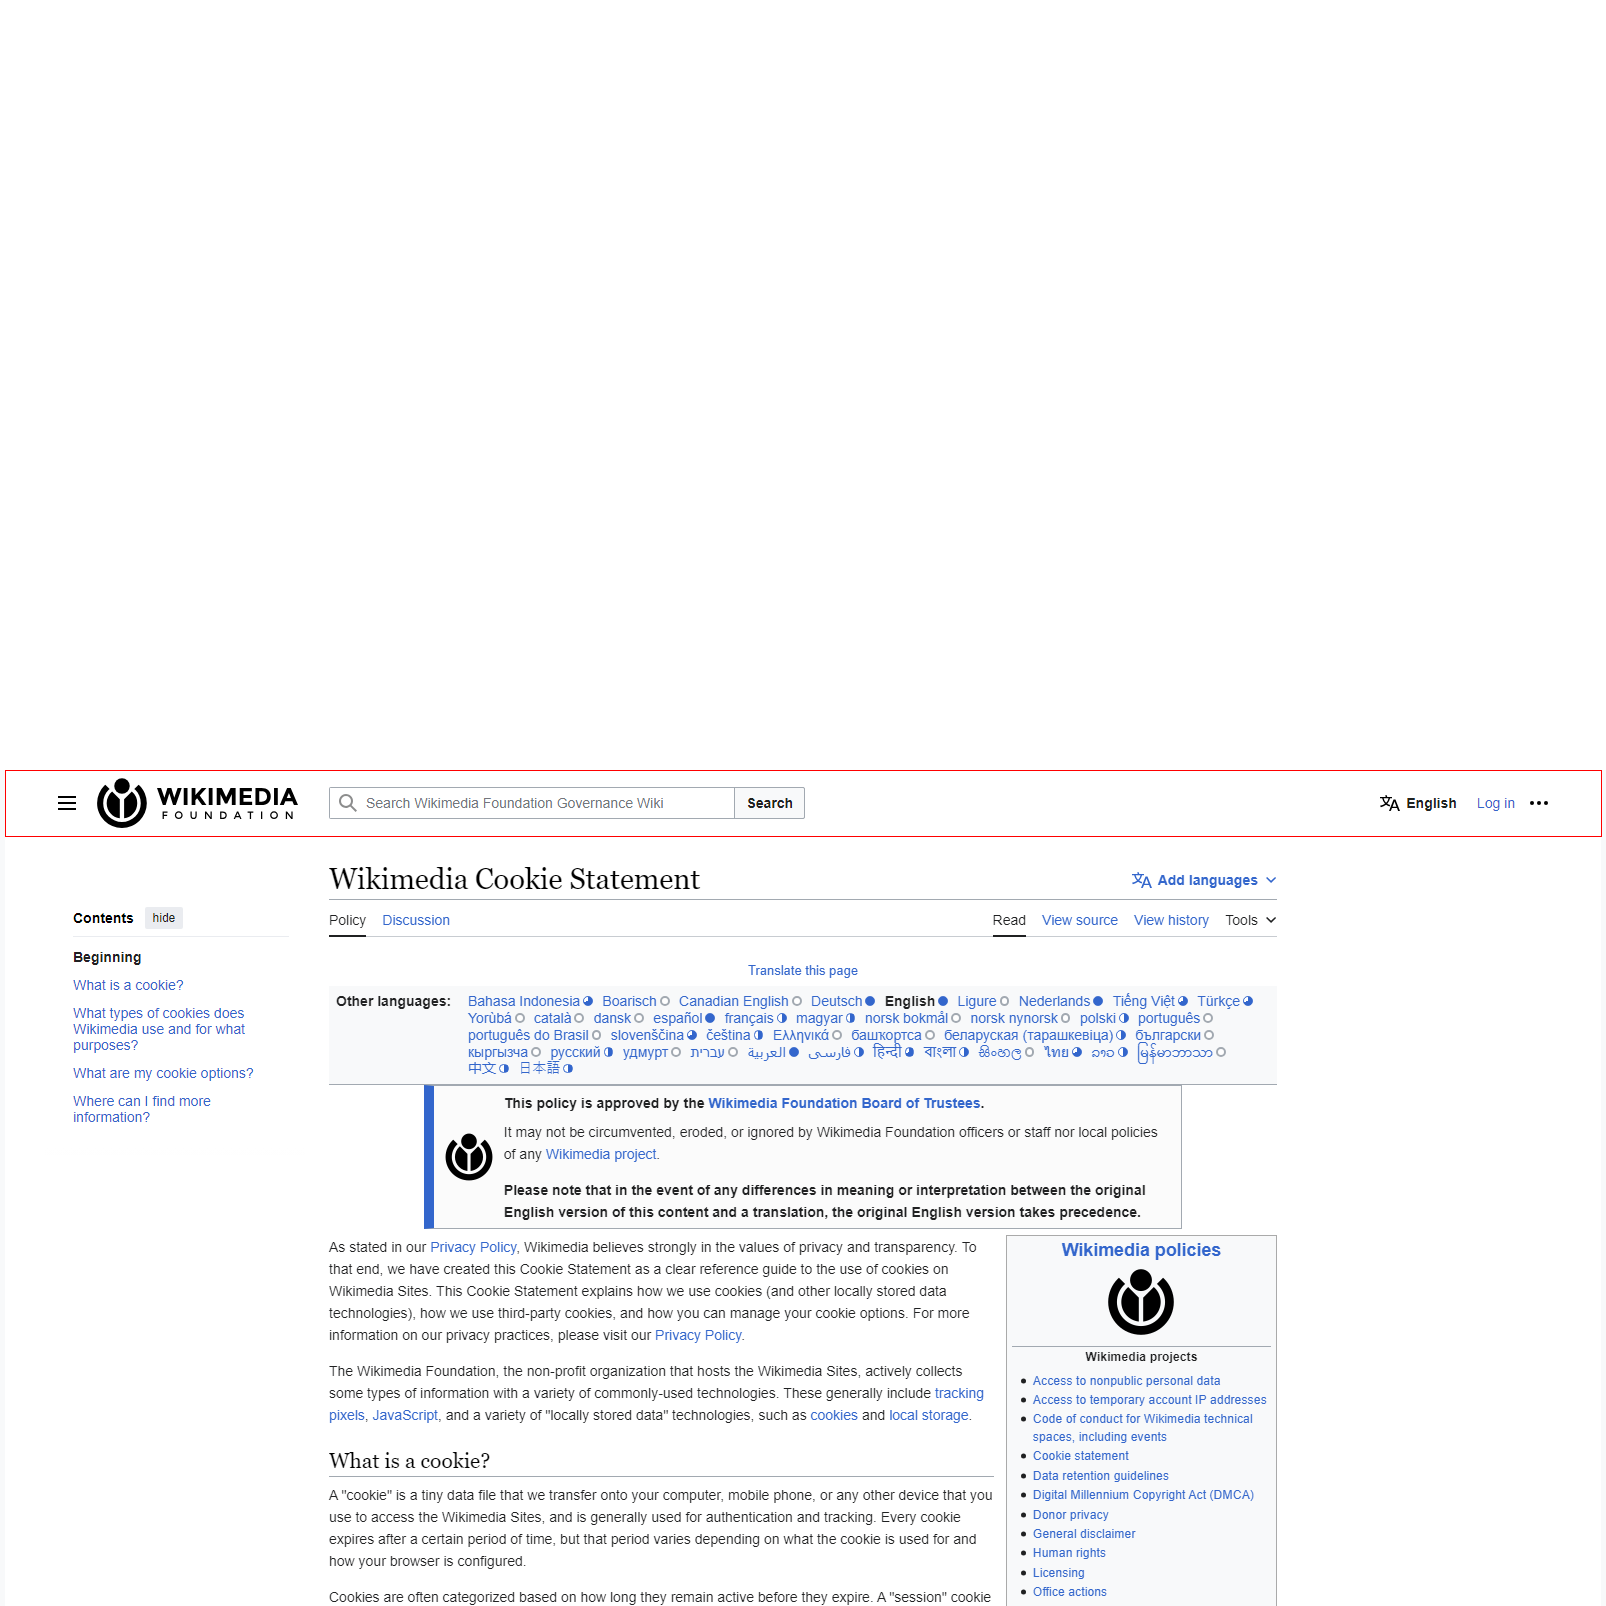 WIKIMEDIA
FOUNDATION
Search Wikimedia Foundation Governance Wiki
Search
English
Log in
Wikimedia Cookie Statement
Add languages
Contents
hide
Policy
Discussion
Read
View source
View history
Tools
Beginning
What is a cookie?
What types of cookies does
Wikimedia use and for what
purposes?
What are my cookie options?
Where can I find more
information?
Translate this page
Other languages:
Bahasa Indonesia Boarisch Canadian English Deutsch English Ligure Nederlands Tiếng Việt Türkçe
Yorùbá català dansk español français magyar norsk bokmål norsk nynorsk polski português
português do Brasil slovenščina čeština Ελληνικά башҡортса беларуская (тарашкевіца) български
кыргызча русский удмурт עברית العربية فارسی हिन्दी বাংলা සිංහල ไทย ລາວ မြန်မာဘာသာ
中文 日本語
This policy is approved by the Wikimedia Foundation Board of Trustees.
It may not be circumvented, eroded, or ignored by Wikimedia Foundation officers or staff nor local policies
of any Wikimedia project.
Please note that in the event of any differences in meaning or interpretation between the original
English version of this content and a translation, the original English version takes precedence.
As stated in our Privacy Policy, Wikimedia believes strongly in the values of privacy and transparency. To
that end, we have created this Cookie Statement as a clear reference guide to the use of cookies on
Wikimedia Sites. This Cookie Statement explains how we use cookies (and other locally stored data
technologies), how we use third-party cookies, and how you can manage your cookie options. For more
information on our privacy practices, please visit our Privacy Policy.
The Wikimedia Foundation, the non-profit organization that hosts the Wikimedia Sites, actively collects
some types of information with a variety of commonly-used technologies. These generally include tracking
pixels, JavaScript, and a variety of "locally stored data" technologies, such as cookies and local storage.
What is a cookie?
A "cookie" is a tiny data file that we transfer onto your computer, mobile phone, or any other device that you
use to access the Wikimedia Sites, and is generally used for authentication and tracking. Every cookie
expires after a certain period of time, but that period varies depending on what the cookie is used for and
how your browser is configured.
Cookies are often categorized based on how long they remain active before they expire. A "session" cookie
Wikimedia policies
Wikimedia projects
Access to nonpublic personal data
Access to temporary account IP addresses
Code of conduct for Wikimedia technical
spaces, including events
Cookie statement
Data retention guidelines
Digital Millennium Copyright Act (DMCA)
Donor privacy
General disclaimer
Human rights
Licensing
Office actions